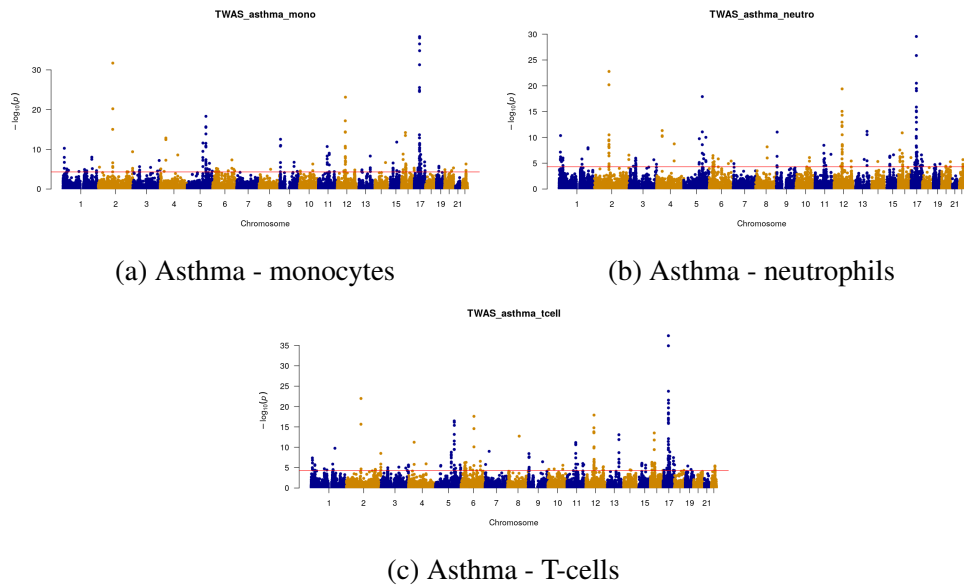 TWAS_asthma_mono
− log10(p)
30
20
10
0
1 2 3 4 5 6 7 8 9 10 11 12 13 15 17 19 21
Chromosome
(a) Asthma - monocytes
TWAS_asthma_neutro
− log10(p)
30
25
20
15
10
5
0
1 2 3 4 5 6 7 8 9 10 11 12 13 15 17 19 21
Chromosome
(b) Asthma - neutrophils
TWAS_asthma_tcell
− log10(p)
35
30
25
20
15
10
5
0
1 2 3 4 5 6 7 8 9 10 11 12 13 15 17 19 21
Chromosome
(c) Asthma - T-cells